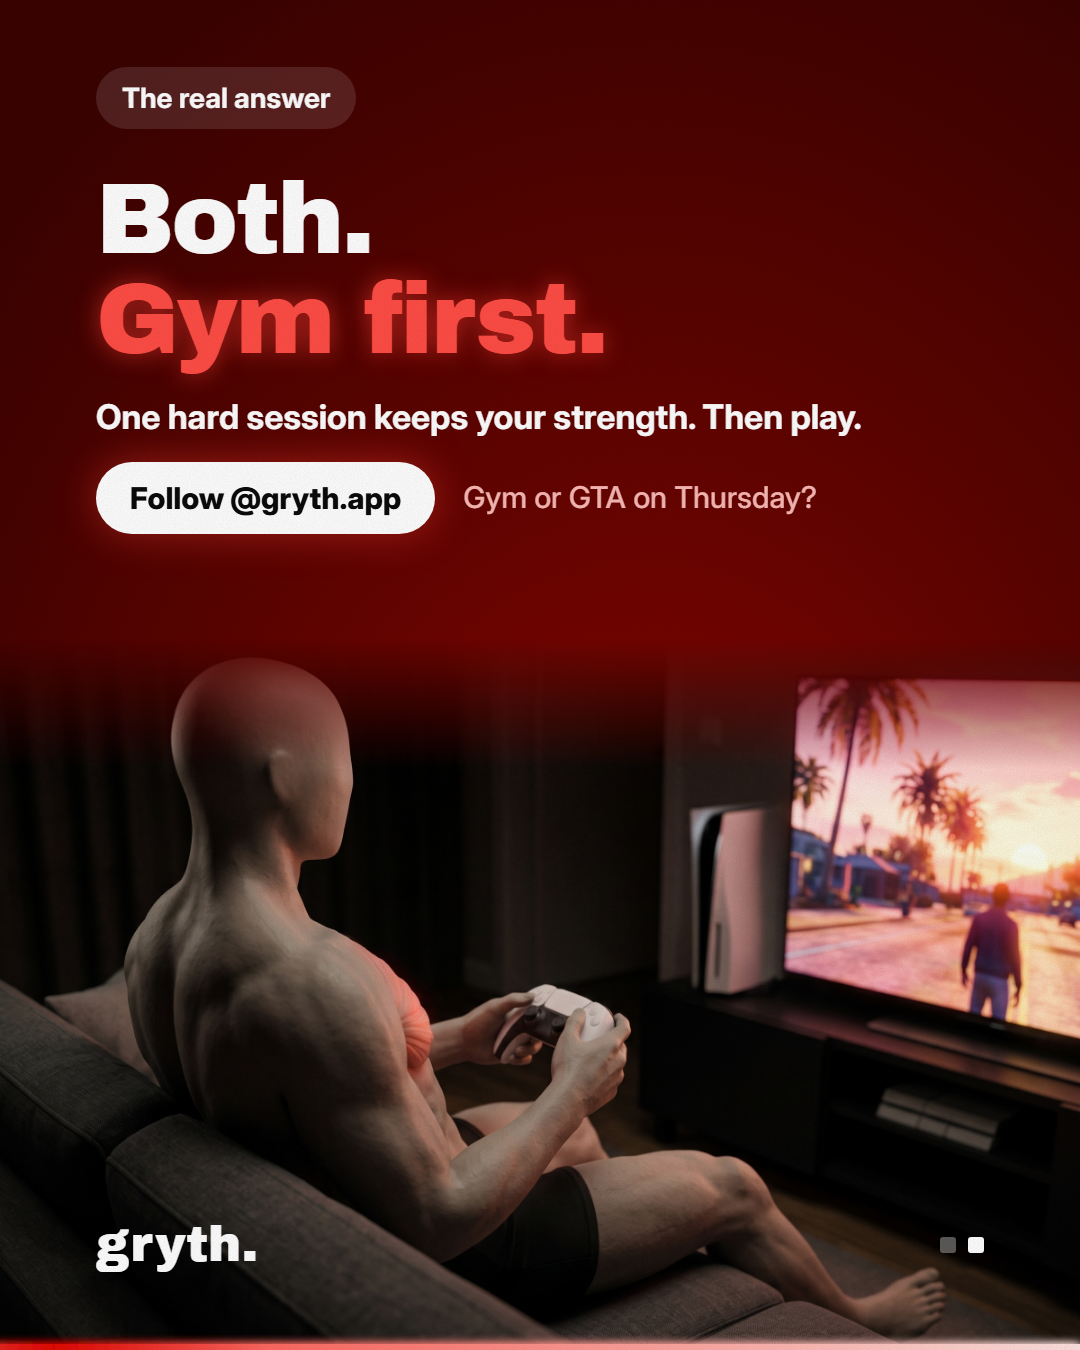 The real answer
Both.
Gym first.
One hard session keeps your strength. Then play.
Follow @gryth.app
Gym or GTA on Thursday?
gryth.